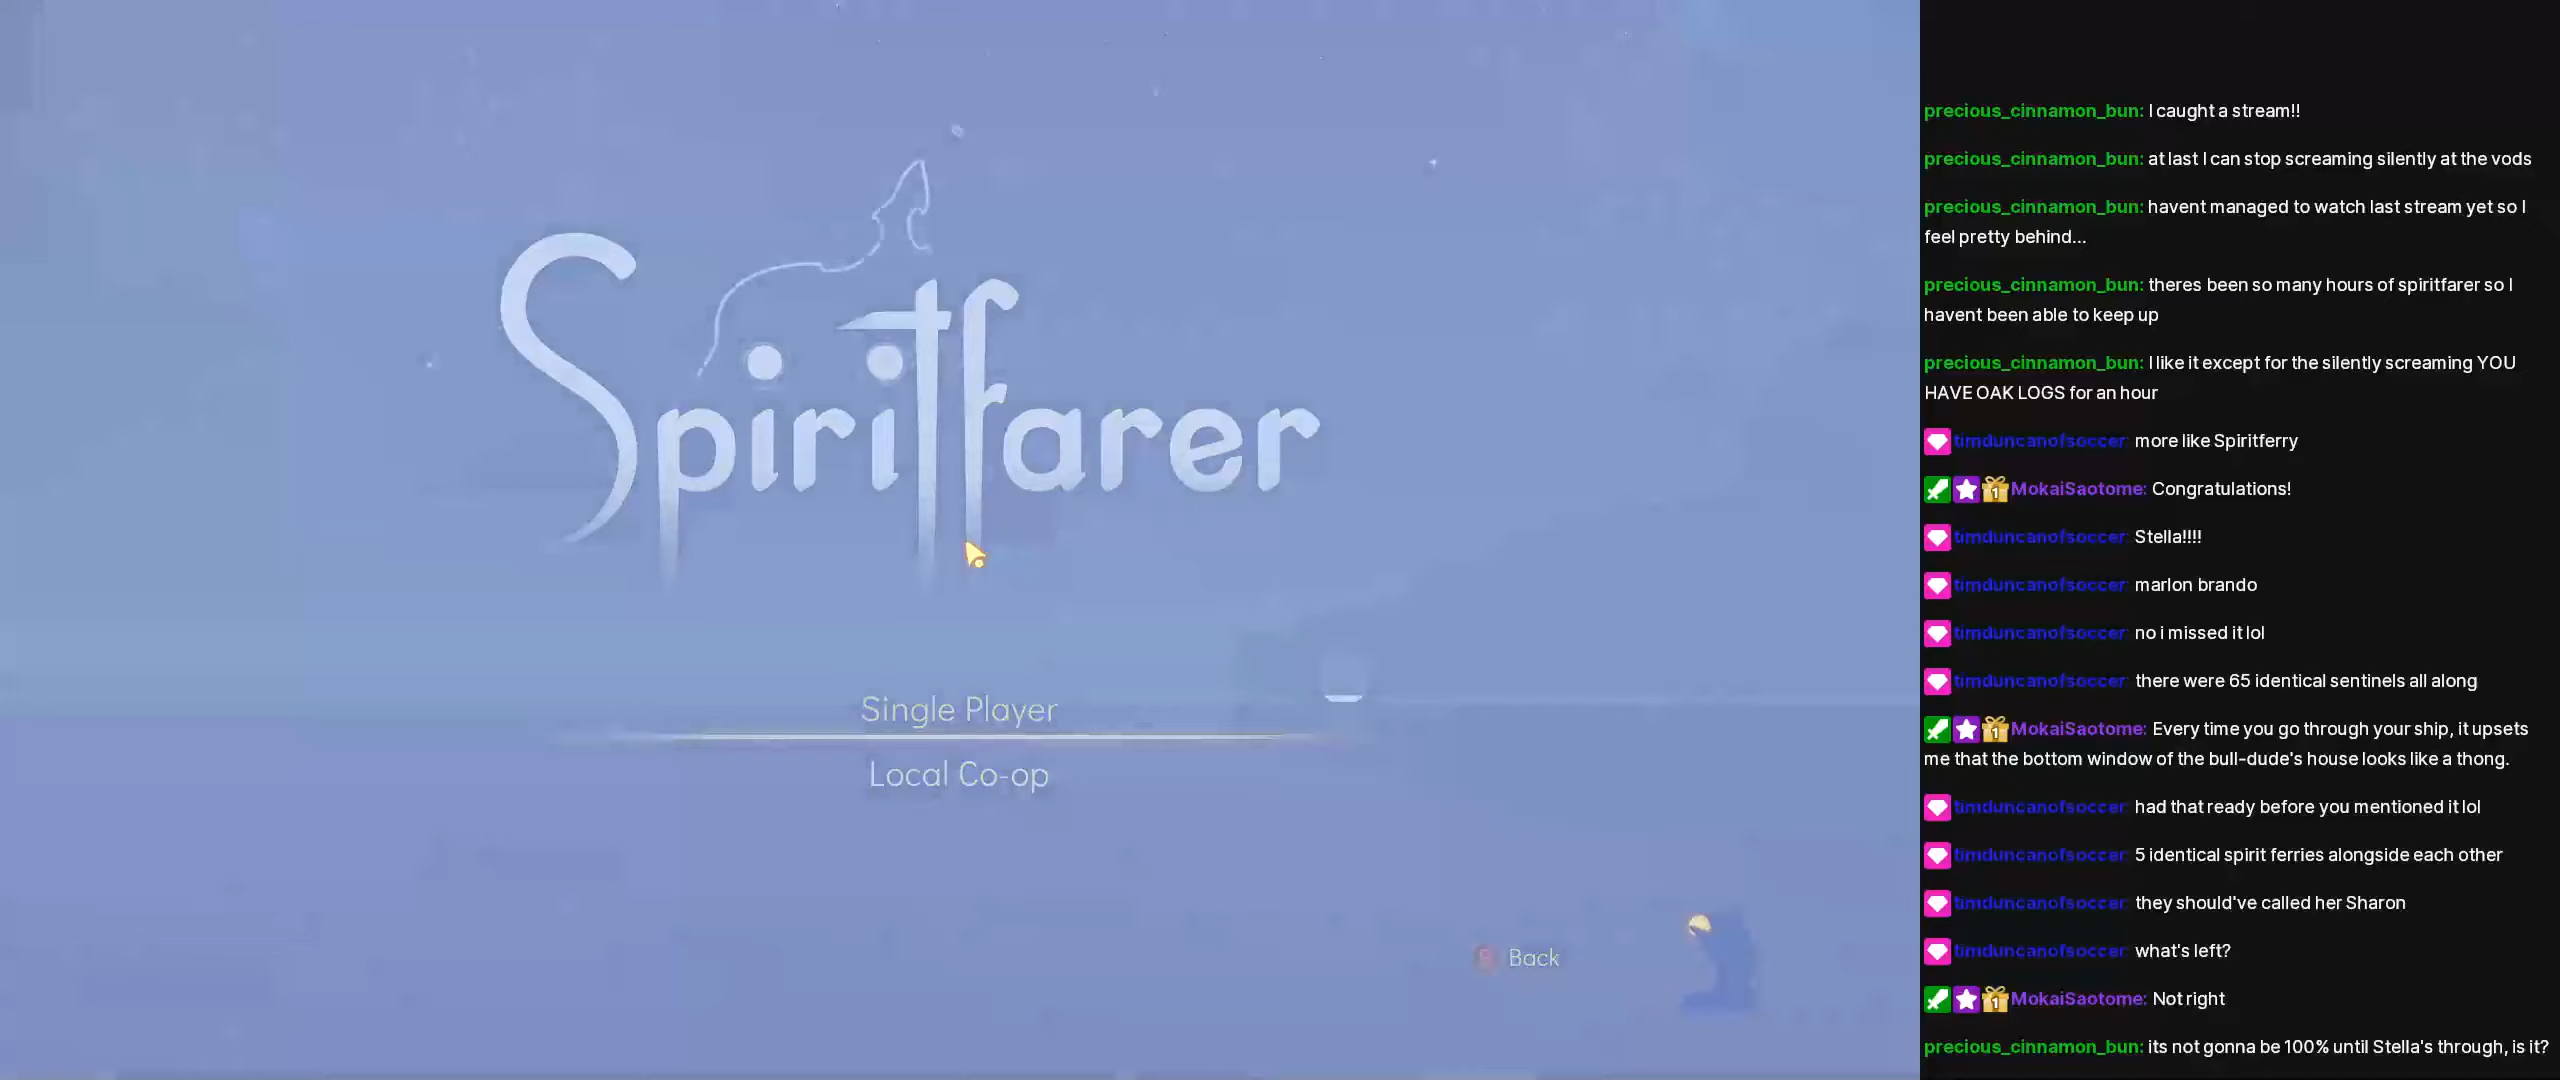 Spiritfarer
Single Player
Local Co-op
B Back
precious_cinnamon_bun: I caught a stream!!
precious_cinnamon_bun: at last I can stop screaming silently at the vods
precious_cinnamon_bun: havent managed to watch last stream yet so I
feel pretty behind...
precious_cinnamon_bun: theres been so many hours of spiritfarer so I
havent been able to keep up
precious_cinnamon_bun: I like it except for the silently screaming YOU
HAVE OAK LOGS for an hour
timduncanofsoccer: more like Spiritferry
1 MokaiSaotome: Congratulations!
timduncanofsoccer: Stella!!!!
timduncanofsoccer: marlon brando
timduncanofsoccer: no i missed it lol
timduncanofsoccer: there were 65 identical sentinels all along
1 MokaiSaotome: Every time you go through your ship, it upsets
me that the bottom window of the bull-dude's house looks like a thong.
timduncanofsoccer: had that ready before you mentioned it lol
timduncanofsoccer: 5 identical spirit ferries alongside each other
timduncanofsoccer: they should've called her Sharon
timduncanofsoccer: what's left?
1 MokaiSaotome: Not right
precious_cinnamon_bun: its not gonna be 100% until Stella's through, is it?